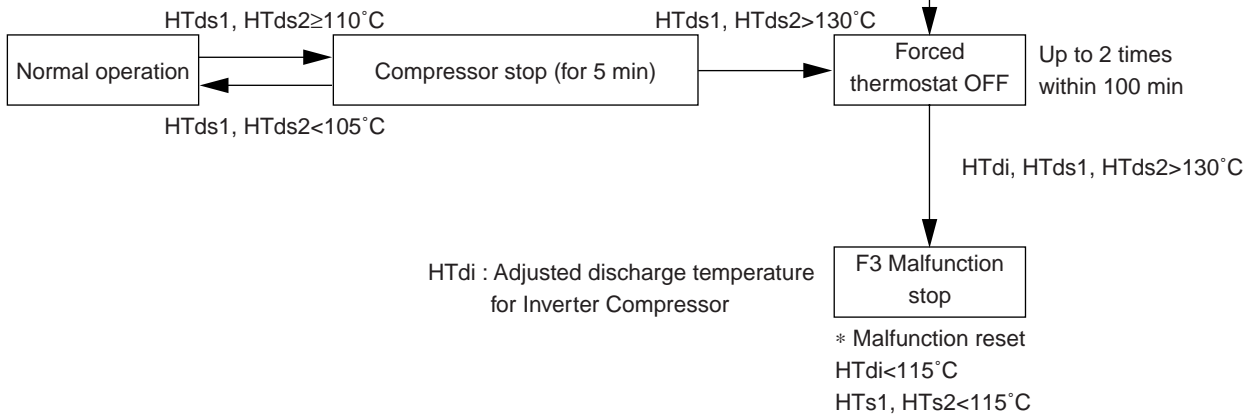 HTds1, HTds2≥110˚C
HTds1, HTds2>130˚C
Normal operation
Compressor stop (for 5 min)
Forced
thermostat OFF
Up to 2 times
within 100 min
HTds1, HTds2<105˚C
HTdi, HTds1, HTds2>130˚C
HTdi : Adjusted discharge temperature
for Inverter Compressor
F3 Malfunction
stop
* Malfunction reset
HTdi<115˚C
HTs1, HTs2<115˚C